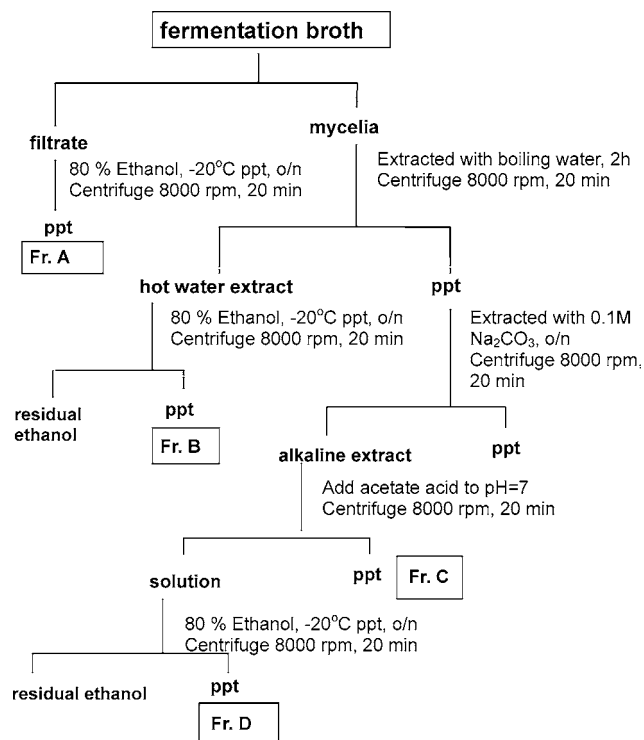 fermentation broth
filtrate
80 % Ethanol, -20°C ppt, o/n
Centrifuge 8000 rpm, 20 min
ppt
Fr. A
mycelia
Extracted with boiling water, 2h
Centrifuge 8000 rpm, 20 min
hot water extract
80 % Ethanol, -20°C ppt, o/n
Centrifuge 8000 rpm, 20 min
residual
ethanol
ppt
Fr. B
ppt
Extracted with 0.1M
Na₂CO₃, o/n
Centrifuge 8000 rpm,
20 min
alkaline extract
ppt
Add acetate acid to pH=7
Centrifuge 8000 rpm, 20 min
solution
ppt
Fr. C
80 % Ethanol, -20°C ppt, o/n
Centrifuge 8000 rpm, 20 min
residual ethanol
ppt
Fr. D